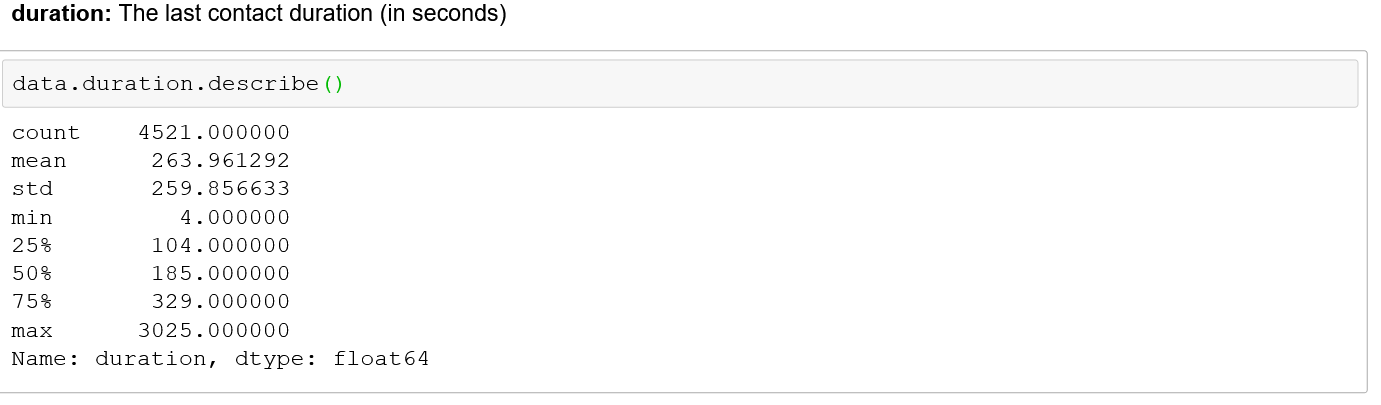 duration: The last contact duration (in seconds)
data.duration.describe()
count    4521.000000
mean      263.961292
std       259.856633
min         4.000000
25%       104.000000
50%       185.000000
75%       329.000000
max      3025.000000
Name: duration, dtype: float64